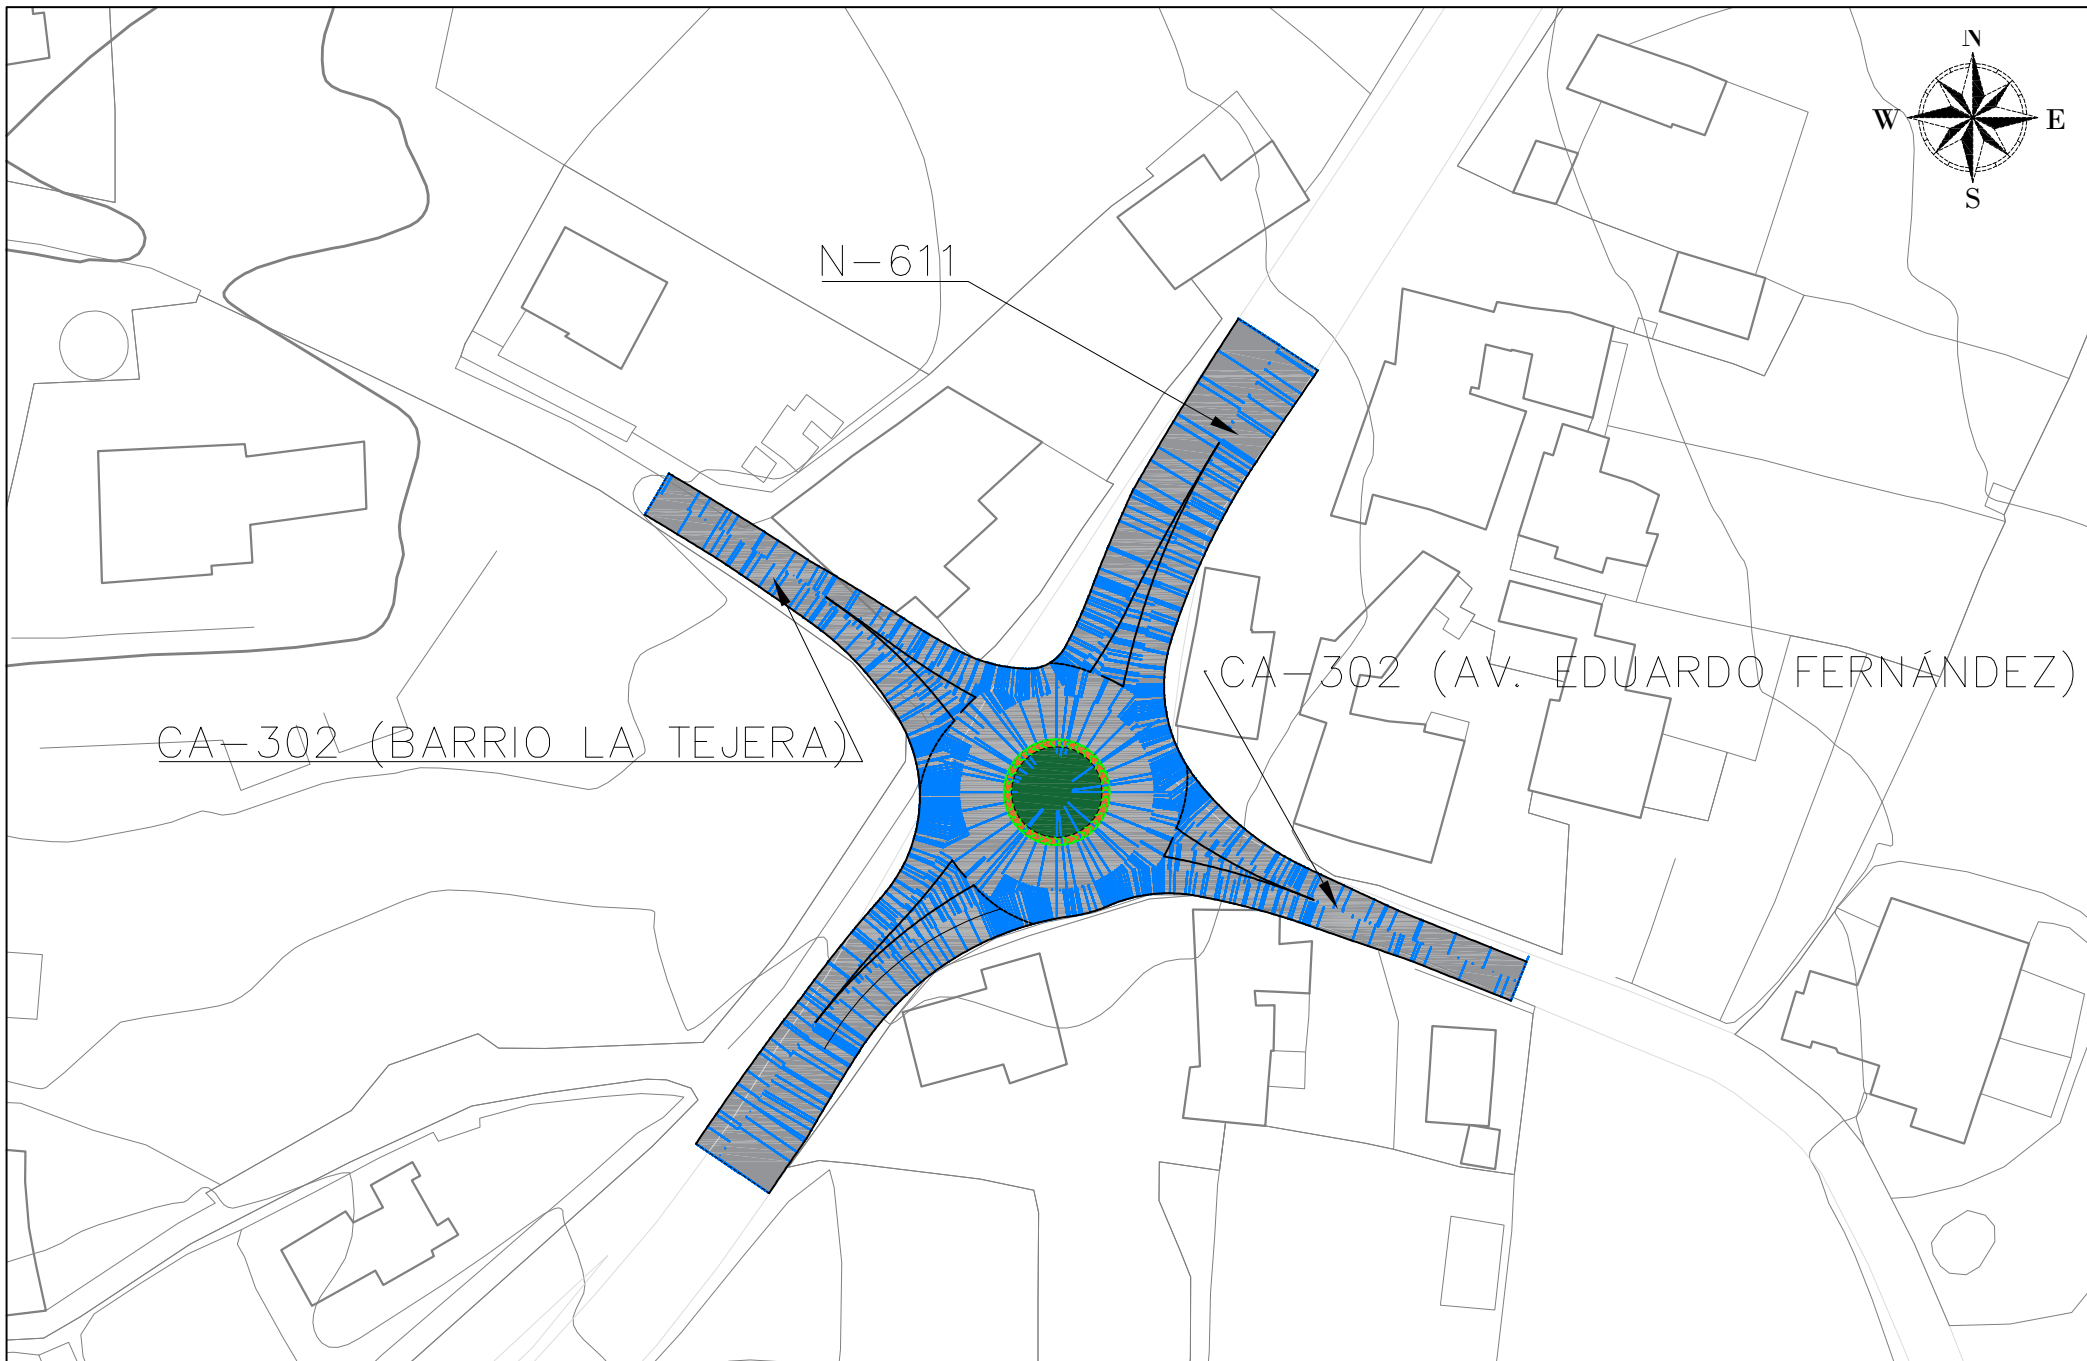 N
W E
S
N-611
CA-302 (AV. EDUARDO FERNÁNDEZ)
CA-302 (BARRIO LA TEJERA)